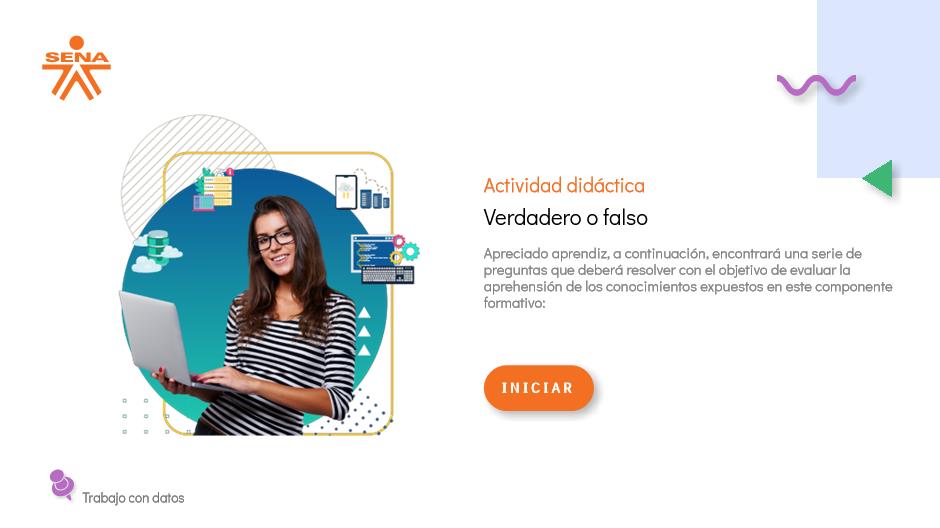 SENA
Actividad didáctica
Verdadero o falso
Apreciado aprendiz, a continuación, encontrará una serie de
preguntas que deberá resolver con el objetivo de evaluar la
aprehensión de los conocimientos expuestos en este componente
formativo:
INICIAR
Trabajo con datos